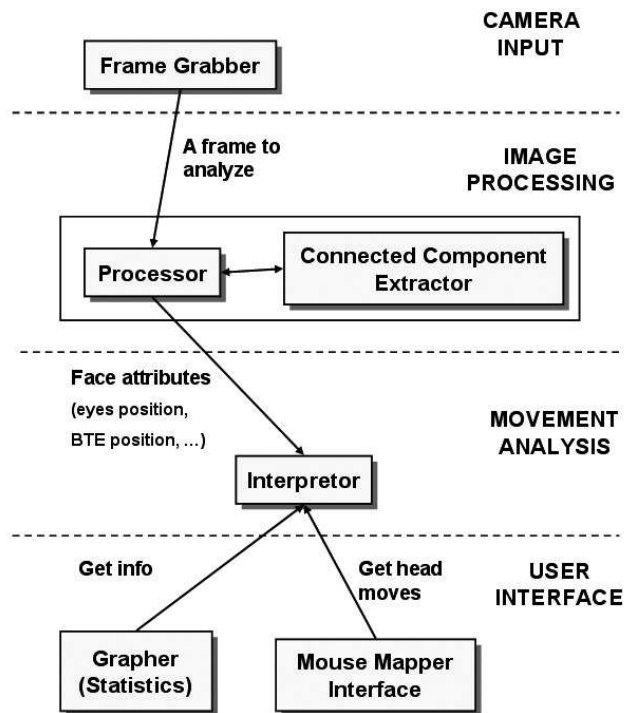 CAMERA
INPUT
Frame Grabber
A frame to
analyze
IMAGE
PROCESSING
Processor
Connected Component
Extractor
Face attributes
(eyes position,
BTE position, ...)
MOVEMENT
ANALYSIS
Interpretor
Get info
Get head
moves
USER
INTERFACE
Grapher
(Statistics)
Mouse Mapper
Interface